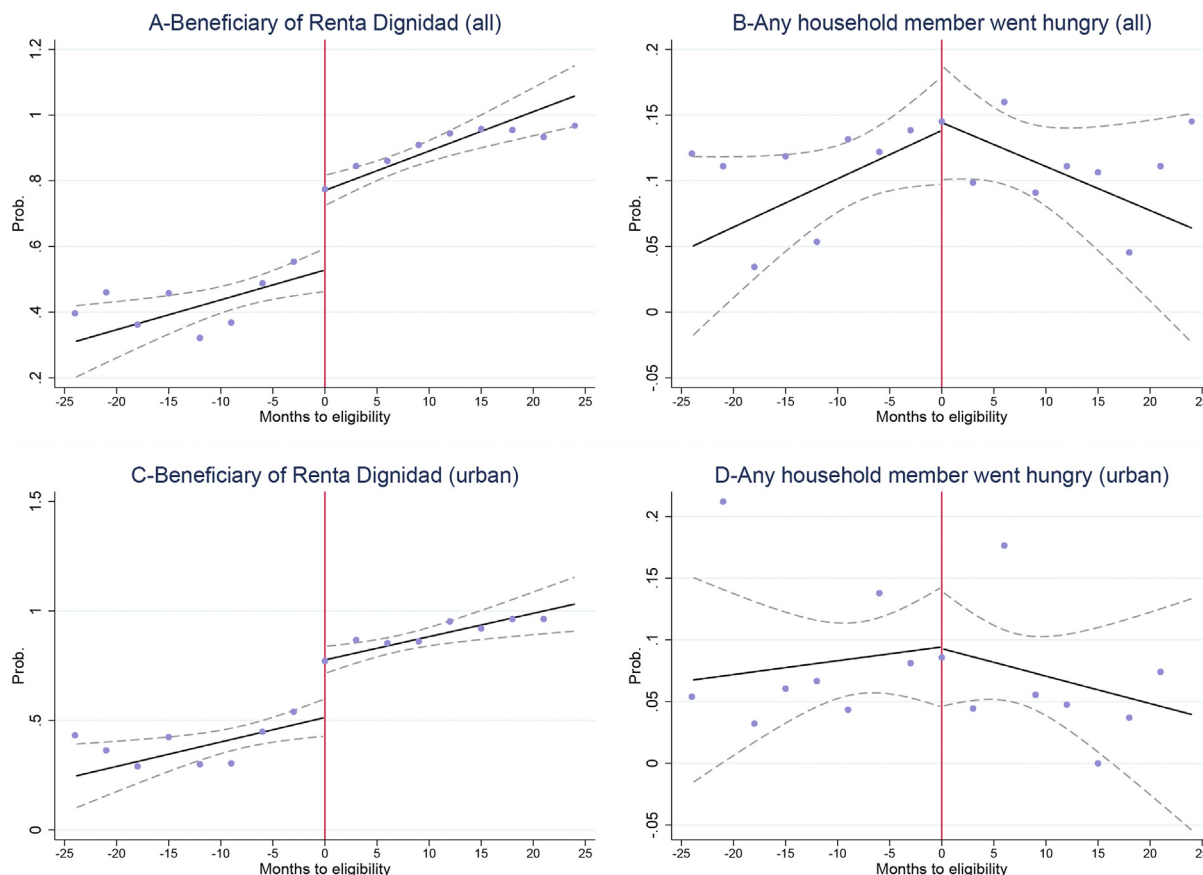 A-Beneficiary of Renta Dignidad (all)
1.2
1
.8
.6
.4
.2
Prob.
-25 -20 -15 -10 -5 0 5 10 15 20 25
Months to eligibility
B-Any household member went hungry (all)
.2
.15
.1
.05
0
-.05
Prob.
-25 -20 -15 -10 -5 0 5 10 15 20 25
Months to eligibility
C-Beneficiary of Renta Dignidad (urban)
1.5
1
.5
0
Prob.
-25 -20 -15 -10 -5 0 5 10 15 20 25
Months to eligibility
D-Any household member went hungry (urban)
.2
.15
.1
.05
0
-.05
Prob.
-25 -20 -15 -10 -5 0 5 10 15 20 25
Months to eligibility